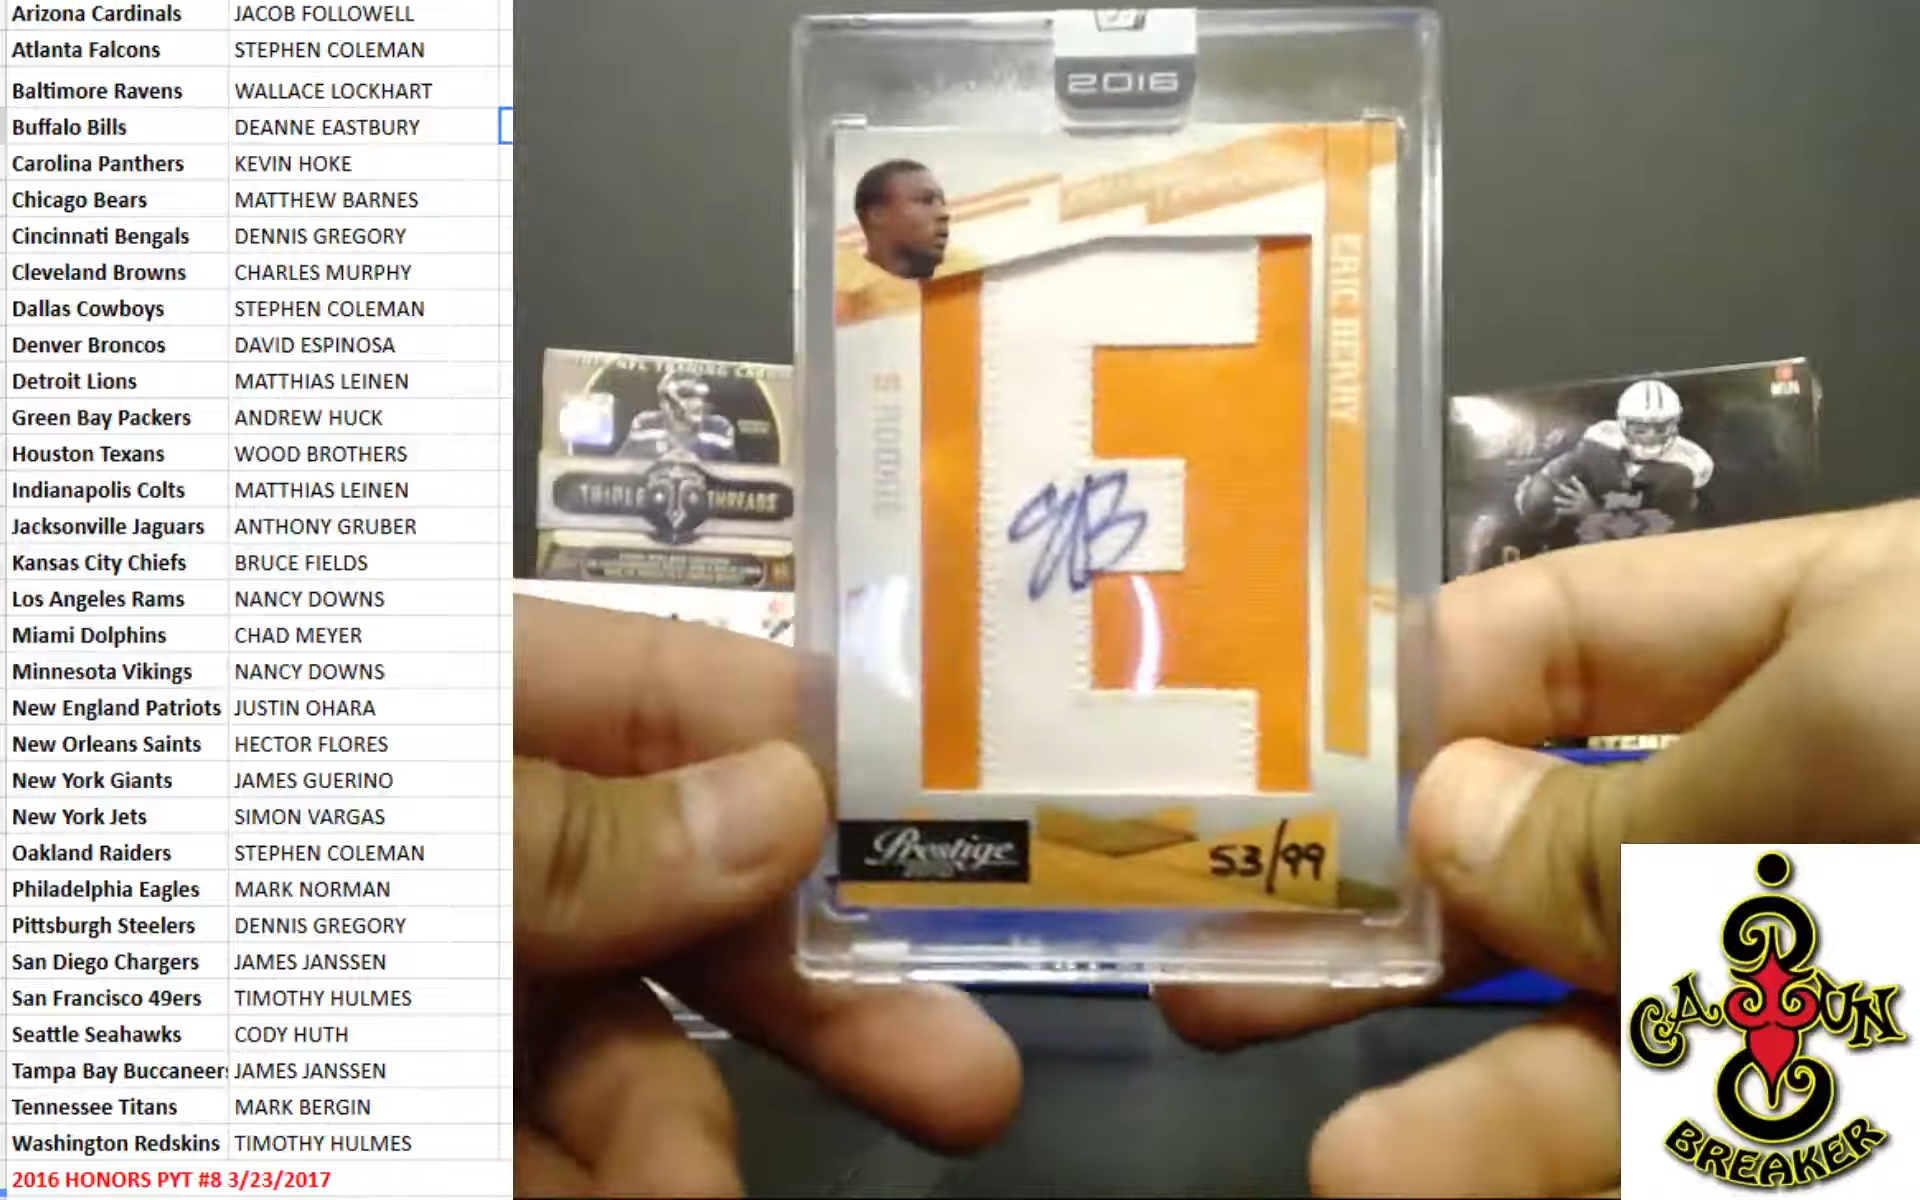 Arizona Cardinals JACOB FOLLOWELL
Atlanta Falcons STEPHEN COLEMAN
Baltimore Ravens WALLACE LOCKHART
Buffalo Bills DEANNE EASTBURY
Carolina Panthers KEVIN HOKE
Chicago Bears MATTHEW BARNES
Cincinnati Bengals DENNIS GREGORY
Cleveland Browns CHARLES MURPHY
Dallas Cowboys STEPHEN COLEMAN
Denver Broncos DAVID ESPINOSA
Detroit Lions MATTHIAS LEINEN
Green Bay Packers ANDREW HUCK
Houston Texans WOOD BROTHERS
Indianapolis Colts MATTHIAS LEINEN
Jacksonville Jaguars ANTHONY GRUBER
Kansas City Chiefs BRUCE FIELDS
Los Angeles Rams NANCY DOWNS
Miami Dolphins CHAD MEYER
Minnesota Vikings NANCY DOWNS
New England Patriots JUSTIN OHARA
New Orleans Saints HECTOR FLORES
New York Giants JAMES GUERINO
New York Jets SIMON VARGAS
Oakland Raiders STEPHEN COLEMAN
Philadelphia Eagles MARK NORMAN
Pittsburgh Steelers DENNIS GREGORY
San Diego Chargers JAMES JANSSEN
San Francisco 49ers TIMOTHY HULMES
Seattle Seahawks CODY HUTH
Tampa Bay Buccaneers JAMES JANSSEN
Tennessee Titans MARK BERGIN
Washington Redskins TIMOTHY HULMES
2016 HONORS PYT #8 3/23/2017
2016
ERIC BERRY
E
EB
Prestige
53/99
NFL TRADING CARDS
TRIPLE THREADS
CAJUN
BREAKER